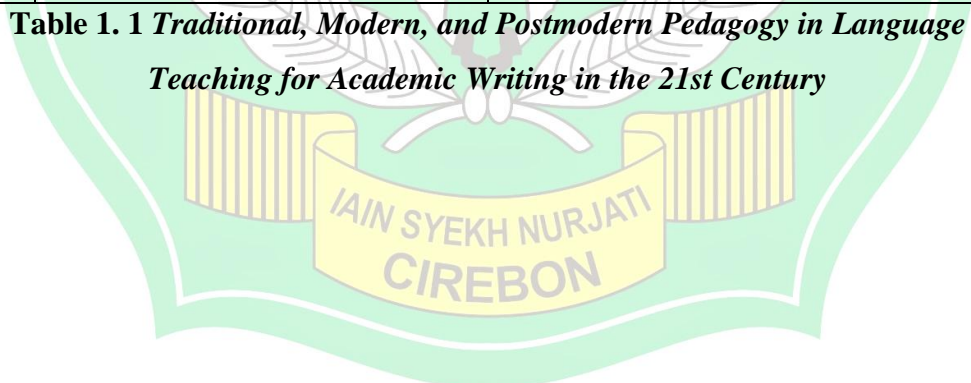 Table 1. 1 Traditional, Modern, and Postmodern Pedagogy in Language
Teaching for Academic Writing in the 21st Century
IAIN SYEKH NURJATI
CIREBON